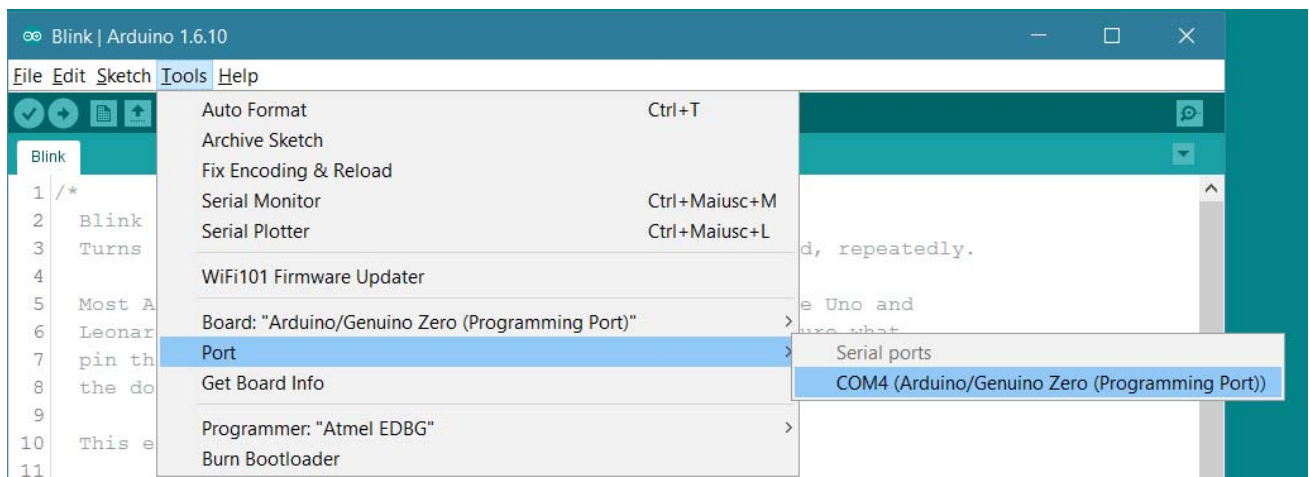 Blink | Arduino 1.6.10
File Edit Sketch Tools Help
Auto Format Ctrl+T
Archive Sketch
Fix Encoding & Reload
Serial Monitor Ctrl+Maiusc+M
Serial Plotter Ctrl+Maiusc+L
WiFi101 Firmware Updater
Board: "Arduino/Genuino Zero (Programming Port)"
Port
Get Board Info
Programmer: "Atmel EDBG"
Burn Bootloader
Serial ports
COM4 (Arduino/Genuino Zero (Programming Port))
Blink
1 /*
2 Blink
3 Turns d, repeatedly.
4
5 Most A e Uno and
6 Leonar
7 pin th
8 the do
9
10 This e
11